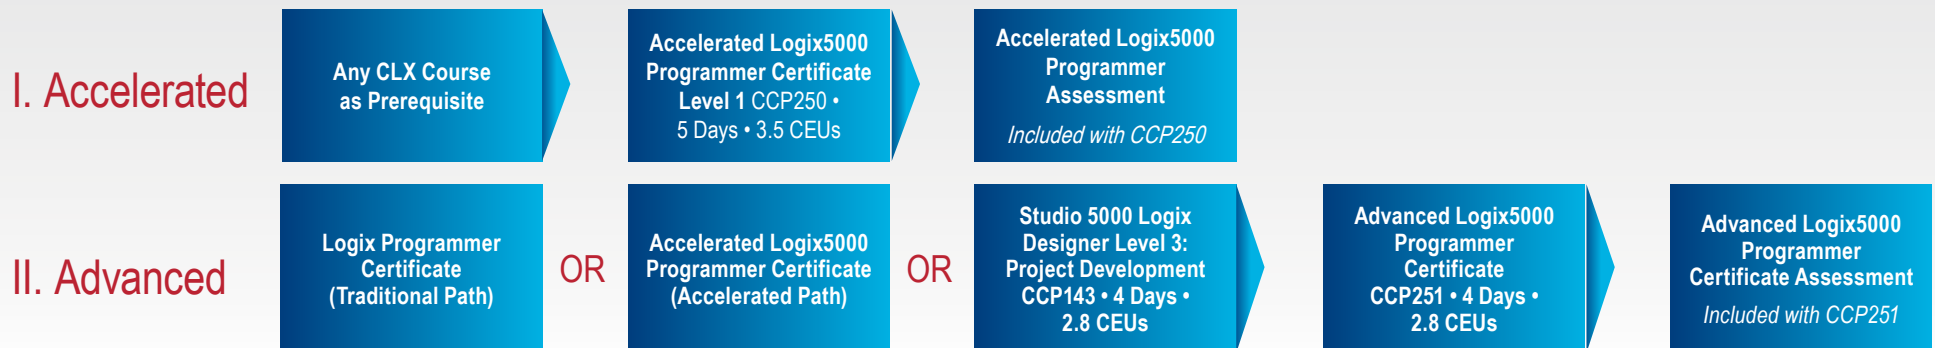 I. Accelerated
Any CLX Course
as Prerequisite
Accelerated Logix5000
Programmer Certificate
Level 1 CCP250 •
5 Days • 3.5 CEUs
Accelerated Logix5000
Programmer
Assessment
Included with CCP250
II. Advanced
Logix Programmer
Certificate
(Traditional Path)
OR
Accelerated Logix5000
Programmer Certificate
(Accelerated Path)
OR
Studio 5000 Logix
Designer Level 3:
Project Development
CCP143 • 4 Days •
2.8 CEUs
Advanced Logix5000
Programmer
Certificate
CCP251 • 4 Days •
2.8 CEUs
Advanced Logix5000
Programmer
Certificate Assessment
Included with CCP251